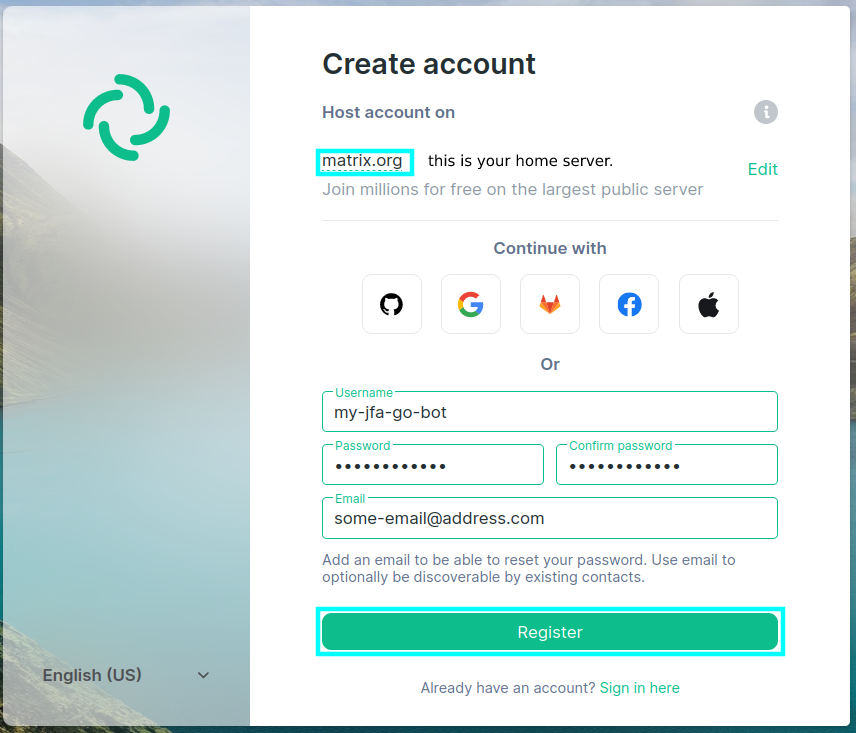 Create account
Host account on
matrix.org this is your home server.
Edit
Join millions for free on the largest public server
Continue with
Or
Username
my-jfa-go-bot
Password Confirm password
•••••••••••• ••••••••••••
Email
some-email@address.com
Add an email to be able to reset your password. Use email to
optionally be discoverable by existing contacts.
Register
English (US)
Already have an account? Sign in here